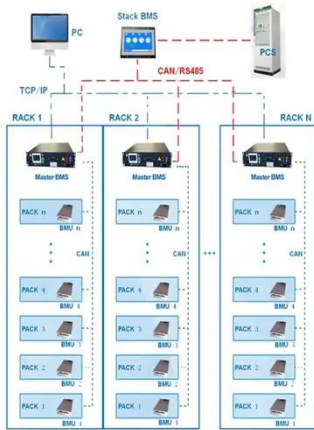 PC
Stack BMS
PCS
CAN/RS485
TCP/IP
RACK 1
RACK 2
RACK N
Master BMS
Master BMS
Master BMS
PACK n
BMU n
PACK n
BMU n
PACK n
BMU n
CAN
CAN
...
CAN
PACK 4
BMU 4
PACK 4
BMU 4
PACK 4
BMU 4
PACK 3
BMU 3
PACK 3
BMU 3
PACK 3
BMU 3
PACK 2
BMU 2
PACK 2
BMU 2
PACK 2
BMU 2
PACK 1
BMU 1
PACK 1
BMU 1
PACK 1
BMU 1